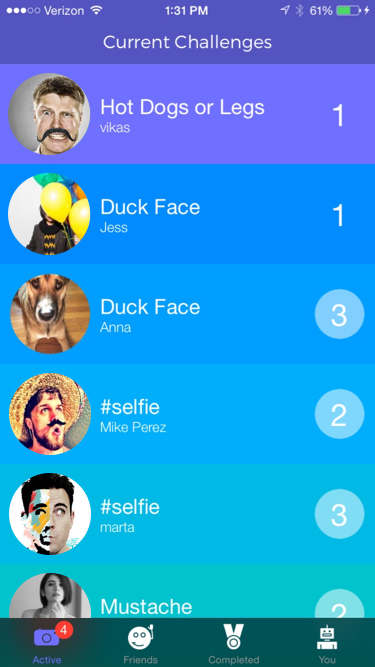 Verizon 1:31 PM 61%
Current Challenges
Hot Dogs or Legs
vikas
1
Duck Face
Jess
1
Duck Face
Anna
3
#selfie
Mike Perez
2
#selfie
marta
3
Mustache
2
4
Active Friends Completed You